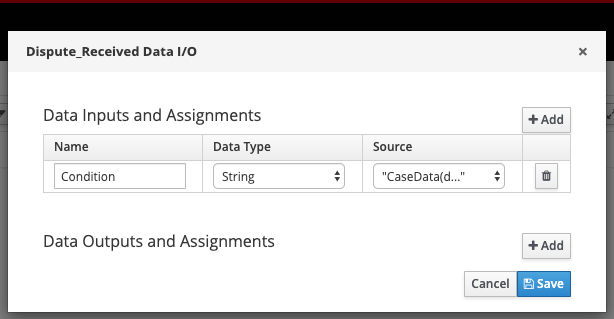 Dispute_Received Data I/O
×
Data Inputs and Assignments
+ Add
Name Data Type Source
Condition String "CaseData(d..."
Data Outputs and Assignments
+ Add
Cancel Save